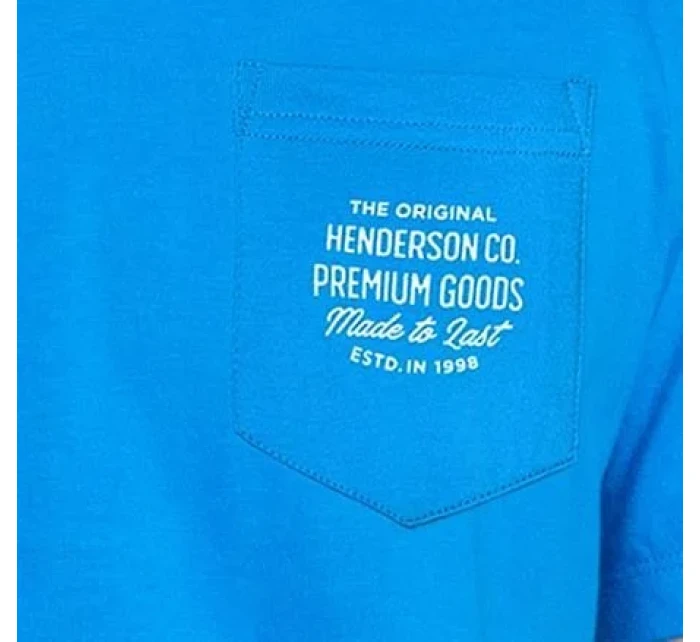 THE ORIGINAL
HENDERSON CO.
PREMIUM GOODS
Made to Last
ESTD. IN 1998